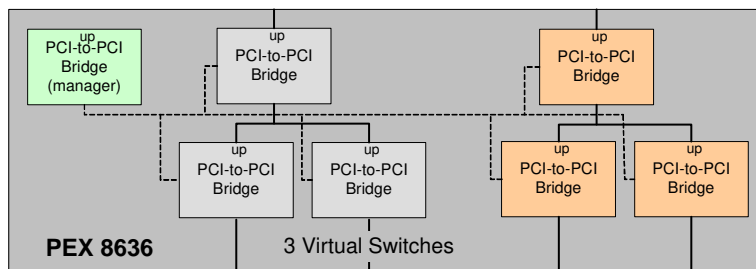 up
PCI-to-PCI
Bridge
(manager)
up
PCI-to-PCI
Bridge
up
PCI-to-PCI
Bridge
up
PCI-to-PCI
Bridge
up
PCI-to-PCI
Bridge
up
PCI-to-PCI
Bridge
up
PCI-to-PCI
Bridge
PEX 8636
3 Virtual Switches